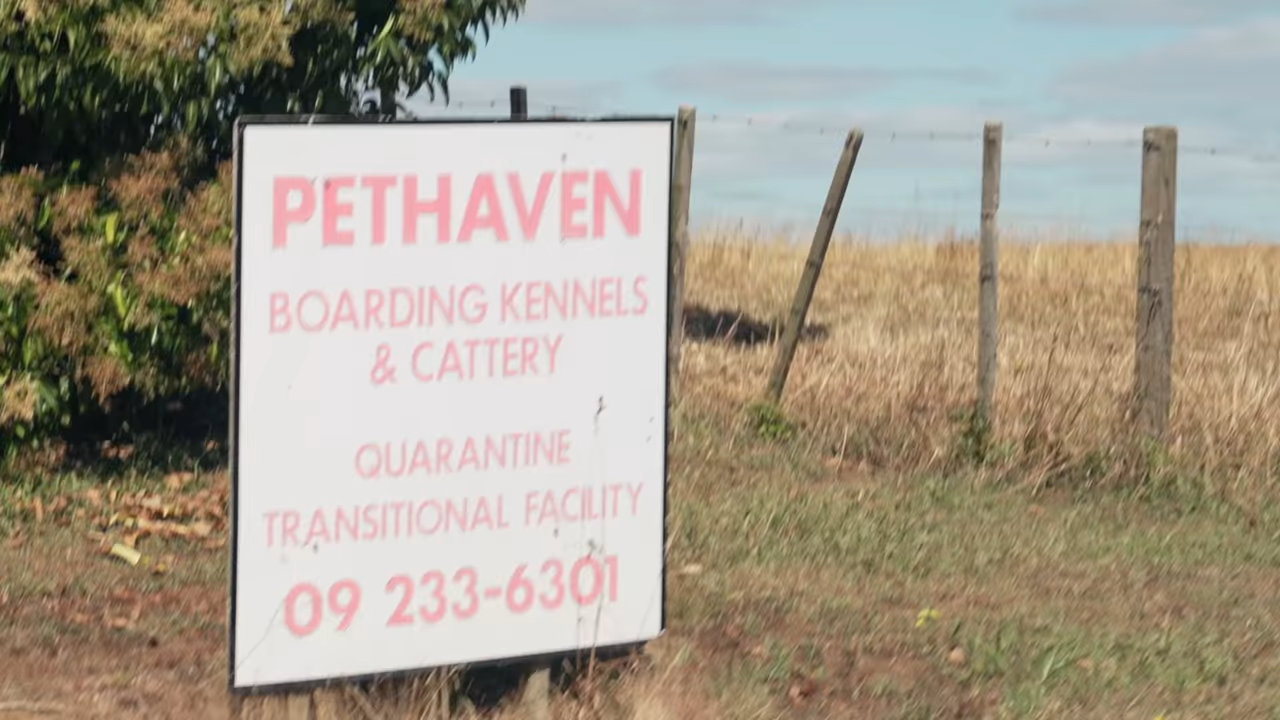 PETHAVEN
BOARDING KENNELS
& CATTERY
QUARANTINE
TRANSITIONAL FACILITY
09 233-6301